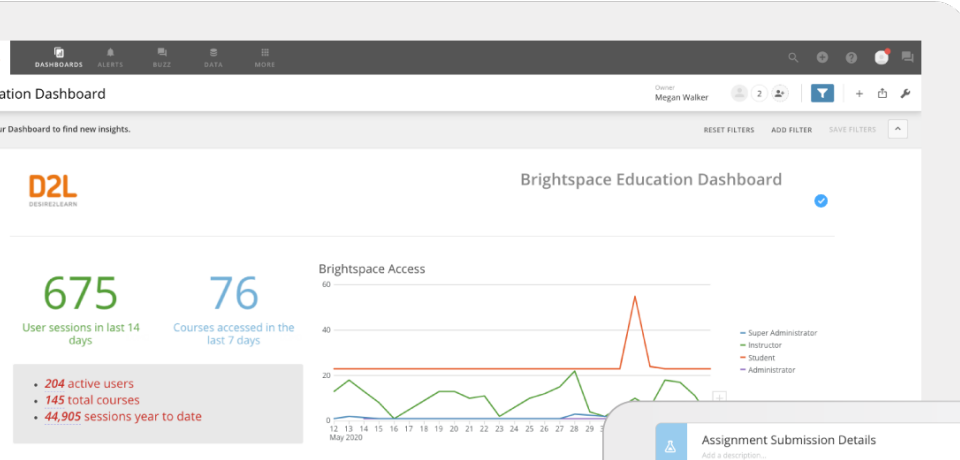 DASHBOARDS ALERTS BUZZ DATA MORE
ation Dashboard
Owner
Megan Walker
2
ur Dashboard to find new insights.
RESET FILTERS ADD FILTER SAVE FILTERS
D2L
DESIRE2LEARN
Brightspace Education Dashboard
675
User sessions in last 14
days
76
Courses accessed in the
last 7 days
204 active users
145 total courses
44,905 sessions year to date
Brightspace Access
60
40
20
0
12 13 14 15 16 17 18 19 20 21 22 23 24 25 26 27 28 29
May 2020
Super Administrator
Instructor
Student
Administrator
Assignment Submission Details
Add a description...